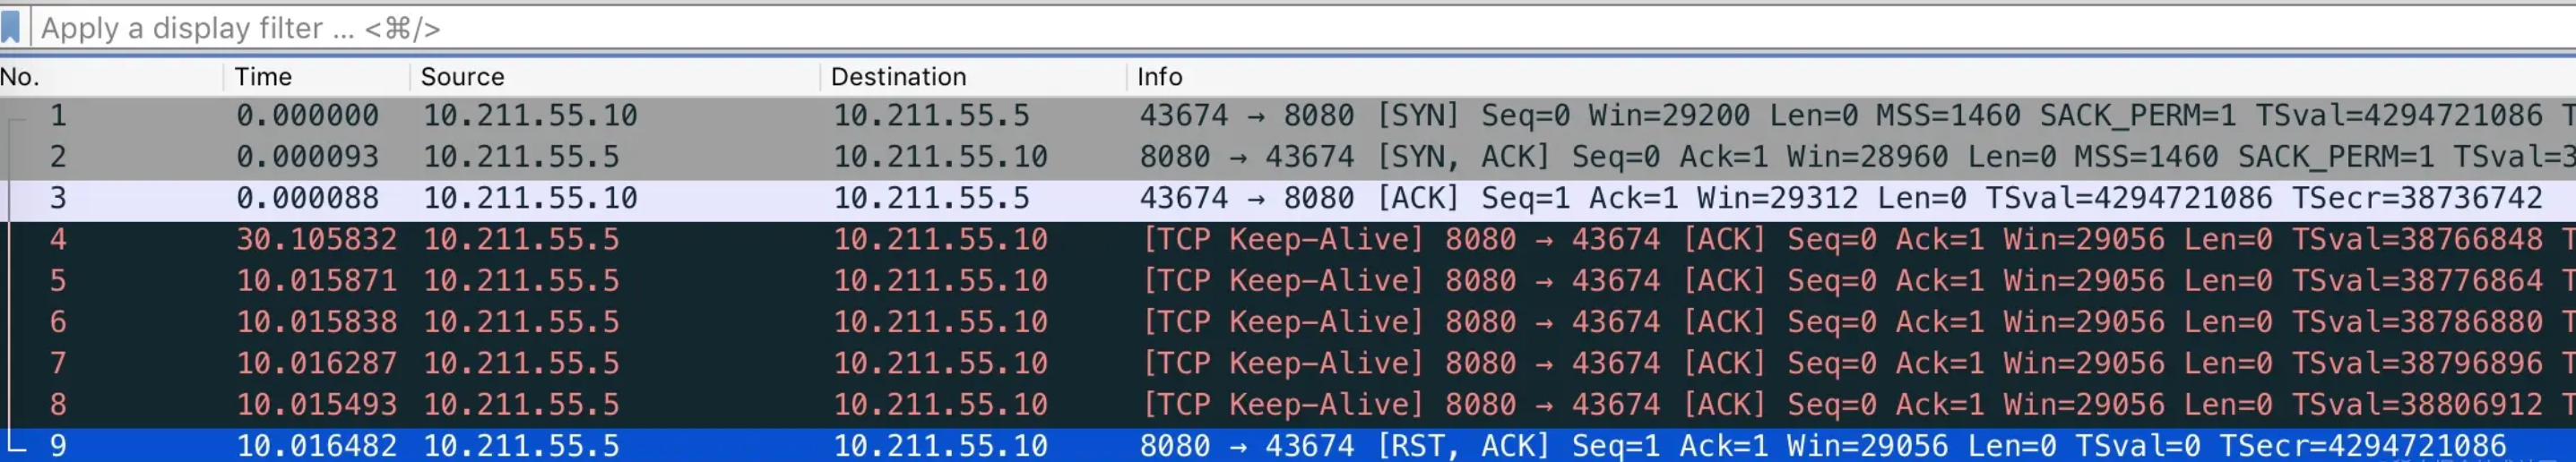 Apply a display filter ... <⌘/>
No. Time Source Destination Info
1 0.000000 10.211.55.10 10.211.55.5 43674 → 8080 [SYN] Seq=0 Win=29200 Len=0 MSS=1460 SACK_PERM=1 TSval=4294721086 T
2 0.000093 10.211.55.5 10.211.55.10 8080 → 43674 [SYN, ACK] Seq=0 Ack=1 Win=28960 Len=0 MSS=1460 SACK_PERM=1 TSval=3
3 0.000088 10.211.55.10 10.211.55.5 43674 → 8080 [ACK] Seq=1 Ack=1 Win=29312 Len=0 TSval=4294721086 TSecr=38736742
4 30.105832 10.211.55.5 10.211.55.10 [TCP Keep-Alive] 8080 → 43674 [ACK] Seq=0 Ack=1 Win=29056 Len=0 TSval=38766848 T
5 10.015871 10.211.55.5 10.211.55.10 [TCP Keep-Alive] 8080 → 43674 [ACK] Seq=0 Ack=1 Win=29056 Len=0 TSval=38776864 T
6 10.015838 10.211.55.5 10.211.55.10 [TCP Keep-Alive] 8080 → 43674 [ACK] Seq=0 Ack=1 Win=29056 Len=0 TSval=38786880 T
7 10.016287 10.211.55.5 10.211.55.10 [TCP Keep-Alive] 8080 → 43674 [ACK] Seq=0 Ack=1 Win=29056 Len=0 TSval=38796896 T
8 10.015493 10.211.55.5 10.211.55.10 [TCP Keep-Alive] 8080 → 43674 [ACK] Seq=0 Ack=1 Win=29056 Len=0 TSval=38806912 T
9 10.016482 10.211.55.5 10.211.55.10 8080 → 43674 [RST, ACK] Seq=1 Ack=1 Win=29056 Len=0 TSval=0 TSecr=4294721086